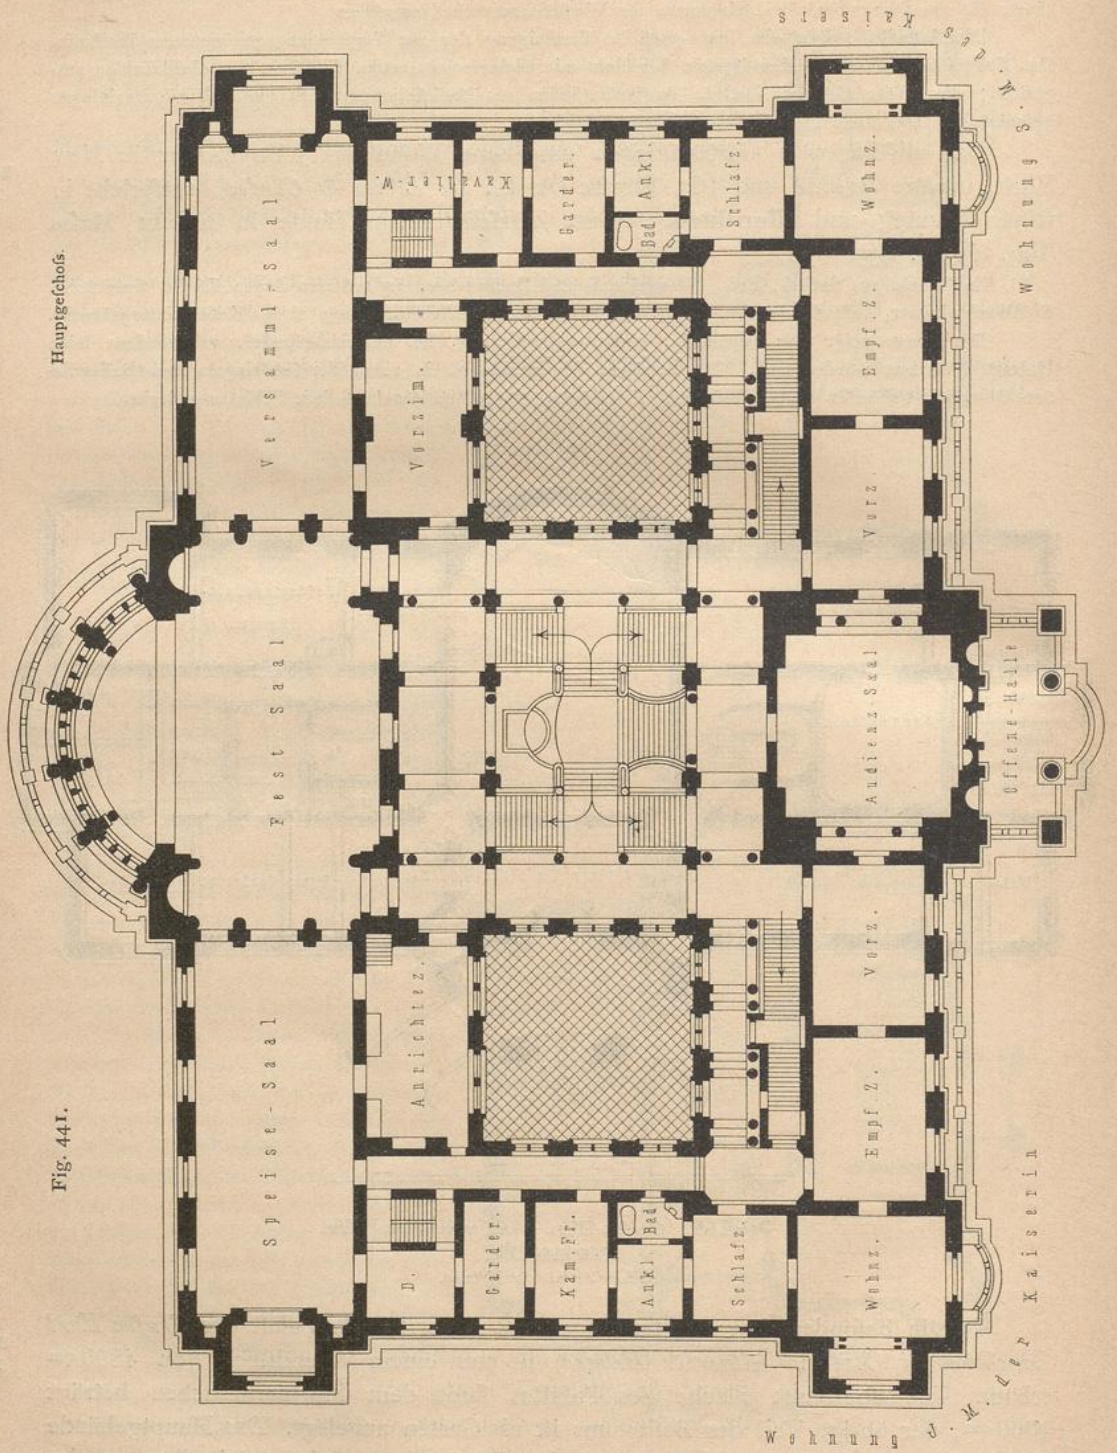 Fig. 441.
Hauptgeſchoſs.
Speise-Saal
Fest Saal
Versamml-Saal
D.
Anrichtez.
Vorzim.
Kavalier-W.
Garder.
Kam.Fr.
Ankl.
Bad
Schlafz.
Garder.
Ankl.
Bad
Schlafz.
Wohnz.
Empf Z.
Vorz.
Audienz-Saal
Vorz
Empf.Z.
Wohnz.
Offene-Halle
Wohnung J. M. der Kaiserin
Wohnung S. M. des Kaisers